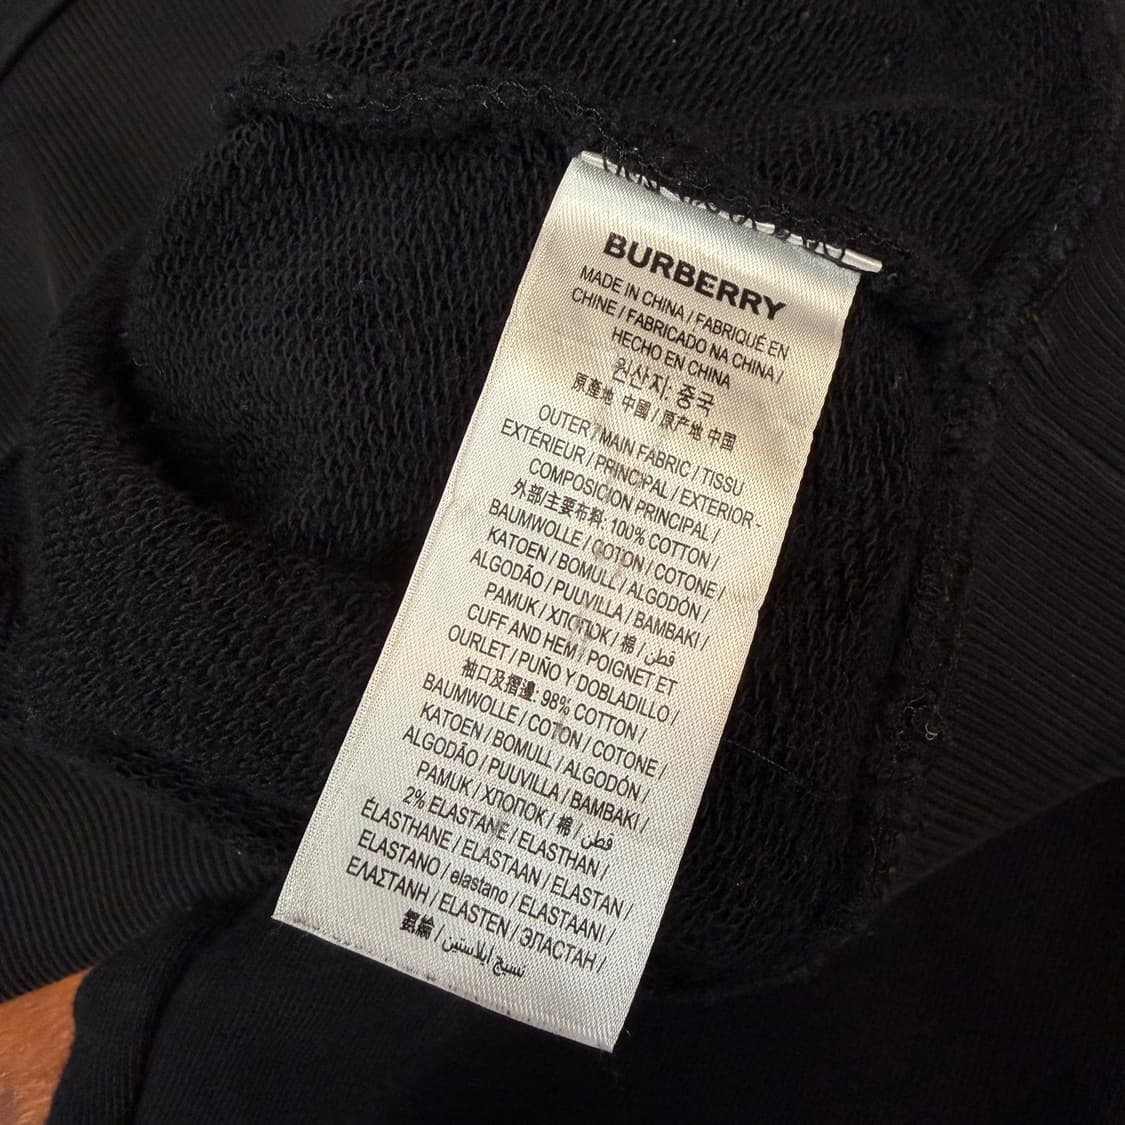 BURBERRY
MADE IN CHINA / FABRIQUÉ EN
CHINE / FABRICADO NA CHINA /
HECHO EN CHINA
원산지: 중국
原產地 中國 / 原产地 中国
OUTER / MAIN FABRIC / TISSU
EXTÉRIEUR / PRINCIPAL / EXTERIOR -
COMPOSICION PRINCIPAL /
外部/主要布料: 100% COTTON /
BAUMWOLLE / COTON / COTONE /
KATOEN / BOMULL / ALGODÓN /
ALGODÃO / PUUVILLA / BAMBAKI /
PAMUK / ХЛОПОК / 棉 / قطن
CUFF AND HEM / POIGNET ET
OURLET / PUÑO Y DOBLADILLO /
袖口及摺邊: 98% COTTON /
BAUMWOLLE / COTON / COTONE /
KATOEN / BOMULL / ALGODÓN /
ALGODÃO / PUUVILLA / BAMBAKI /
PAMUK / ХЛОПОК / 棉 / قطن
2% ELASTANE / ELASTHAN /
ÉLASTHANE / ELASTAAN / ELASTAN /
ELASTANO / elastano / ELASTAANI /
ΕΛΑΣΤΑΝΗ / ELASTEN / ЭЛАСТАН /
氨綸 / نسيج ايلاستين